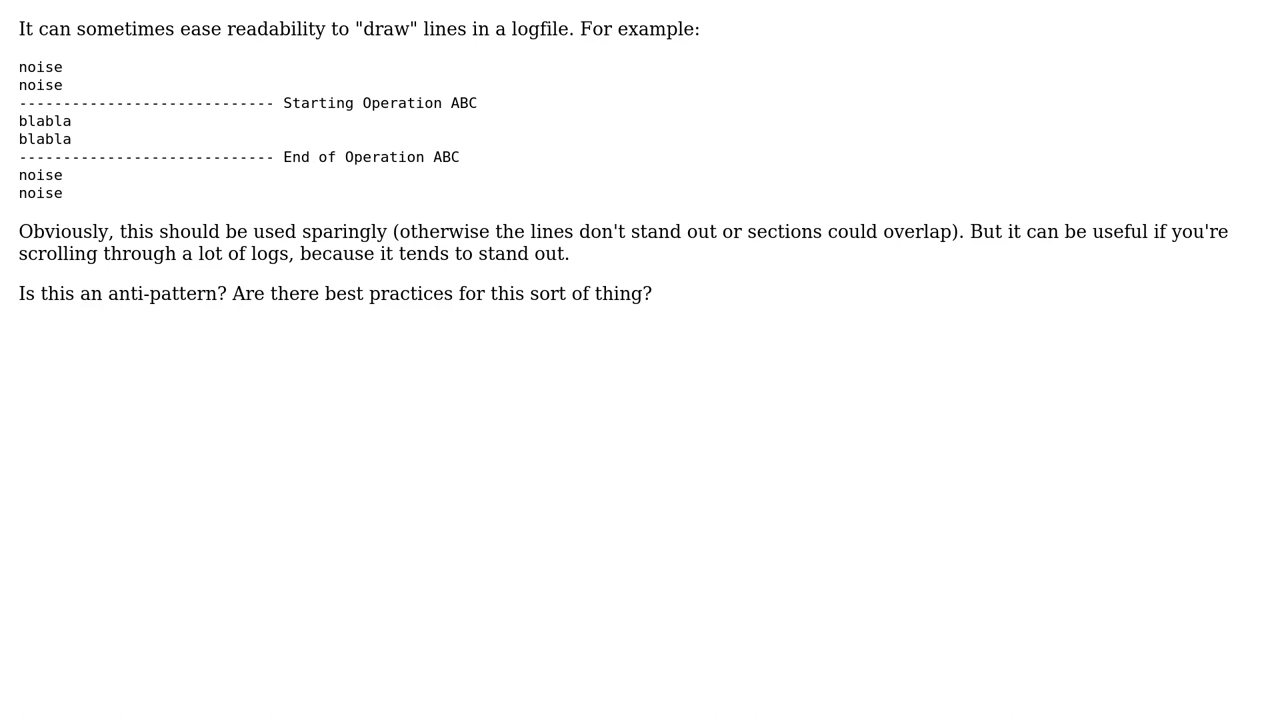 It can sometimes ease readability to "draw" lines in a logfile. For example:
noise
noise
----------------------------- Starting Operation ABC
blabla
blabla
----------------------------- End of Operation ABC
noise
noise
Obviously, this should be used sparingly (otherwise the lines don't stand out or sections could overlap). But it can be useful if you're
scrolling through a lot of logs, because it tends to stand out.
Is this an anti-pattern? Are there best practices for this sort of thing?